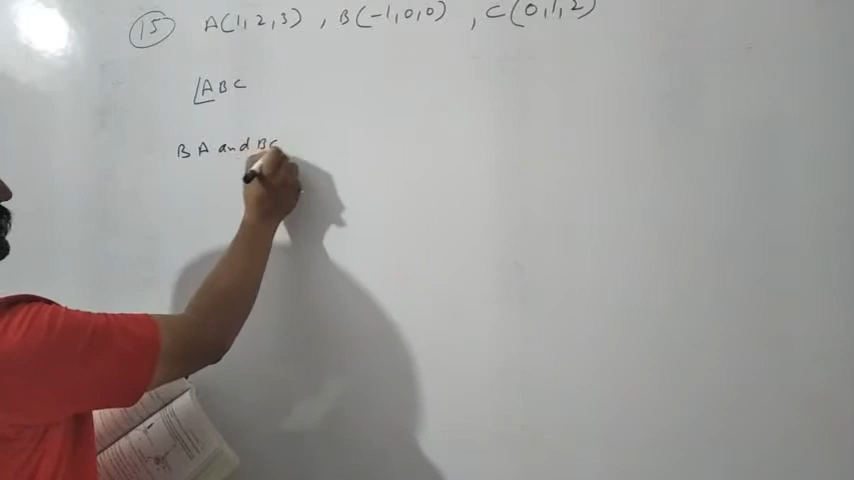 15 A(1,2,3) , B(-1,0,0) , C(0,1,2)
∠ABC
BA and BC